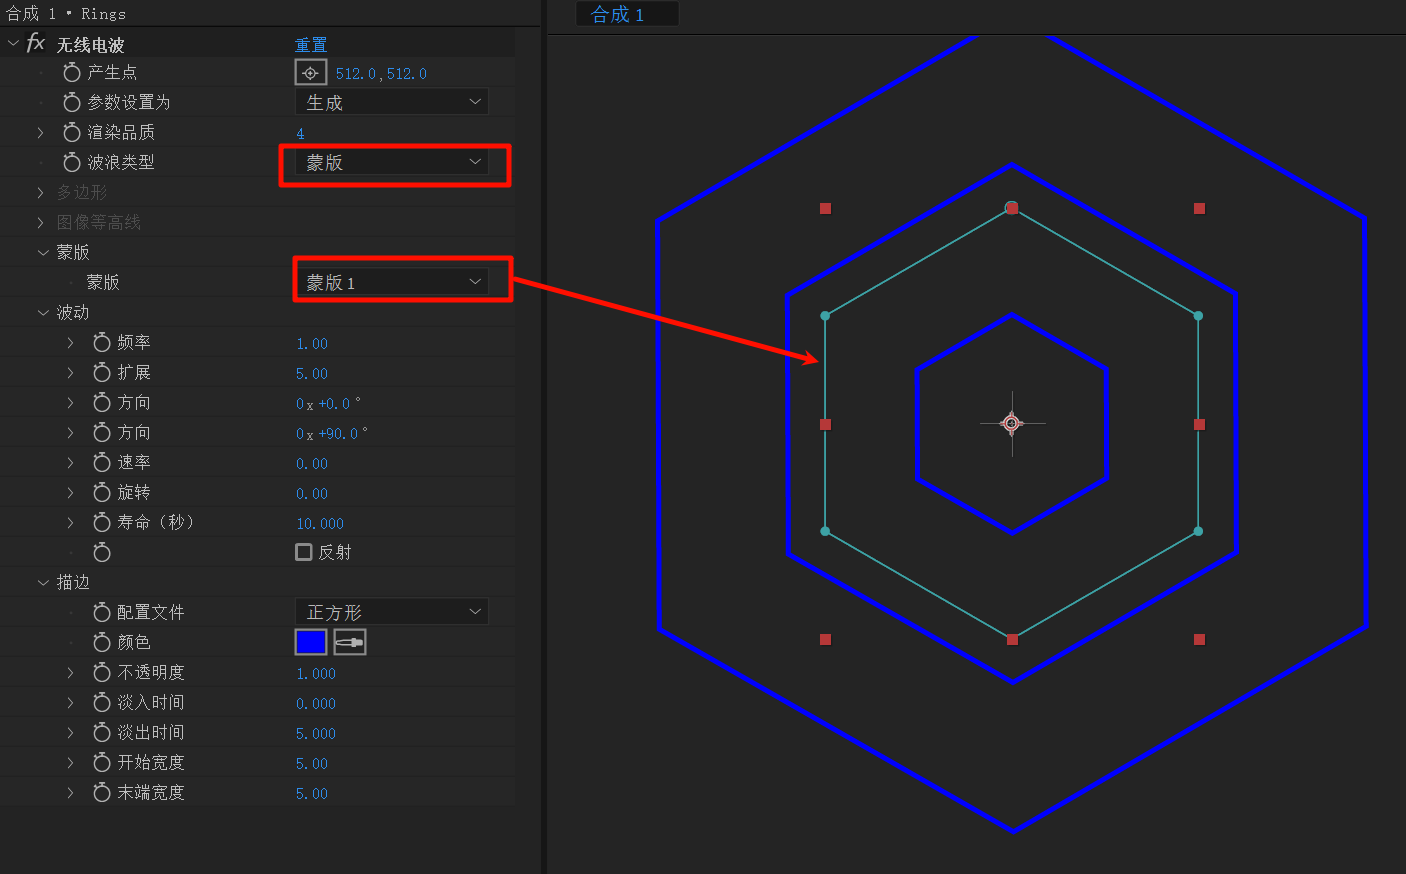 合成 1 • Rings
合成 1
fx 无线电波 重置
产生点 512.0,512.0
参数设置为 生成
渲染品质 4
波浪类型 蒙版
多边形
图像等高线
蒙版
蒙版 蒙版 1
波动
频率 1.00
扩展 5.00
方向 0x+0.0°
方向 0x+90.0°
速率 0.00
旋转 0.00
寿命（秒） 10.000
反射
描边
配置文件 正方形
颜色
不透明度 1.000
淡入时间 0.000
淡出时间 5.000
开始宽度 5.00
末端宽度 5.00